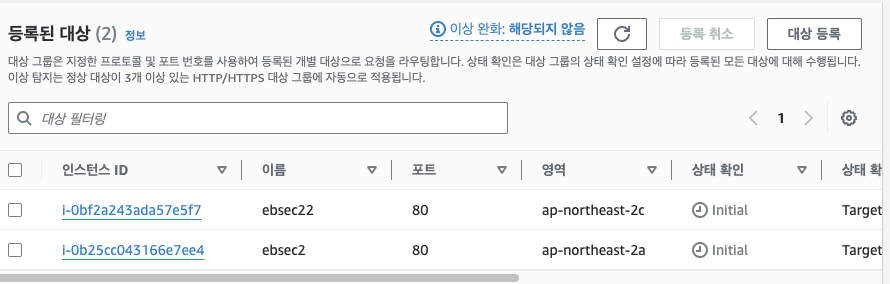 등록된 대상 (2) 정보 이상 완화: 해당되지 않음 등록 취소 대상 등록
대상 그룹은 지정한 프로토콜 및 포트 번호를 사용하여 등록된 개별 대상으로 요청을 라우팅합니다. 상태 확인은 대상 그룹의 상태 확인 설정에 따라 등록된 모든 대상에 대해 수행됩니다.
이상 탐지는 정상 대상이 3개 이상 있는 HTTP/HTTPS 대상 그룹에 자동으로 적용됩니다.
대상 필터링 1
인스턴스 ID 이름 포트 영역 상태 확인 상태 확
i-0bf2a243ada57e5f7 ebsec22 80 ap-northeast-2c Initial Target
i-0b25cc043166e7ee4 ebsec2 80 ap-northeast-2a Initial Target